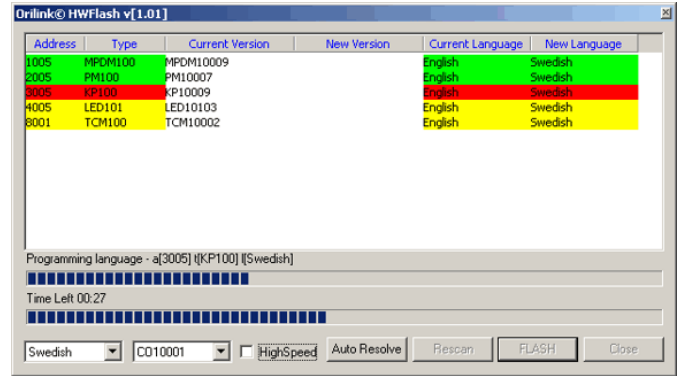 Orilink© HWFlash v[1.01]
Address Type Current Version New Version Current Language New Language
1005 MPDM100 MPDM10009 English Swedish
2005 PM100 PM10007 English Swedish
3005 KP100 KP10009 English Swedish
4005 LED101 LED10103 English Swedish
8001 TCM100 TCM10002 English Swedish
Programming language - a[3005] t[KP100] l[Swedish]
Time Left 00:27
Swedish CO10001 HighSpeed Auto Resolve Rescan FLASH Close